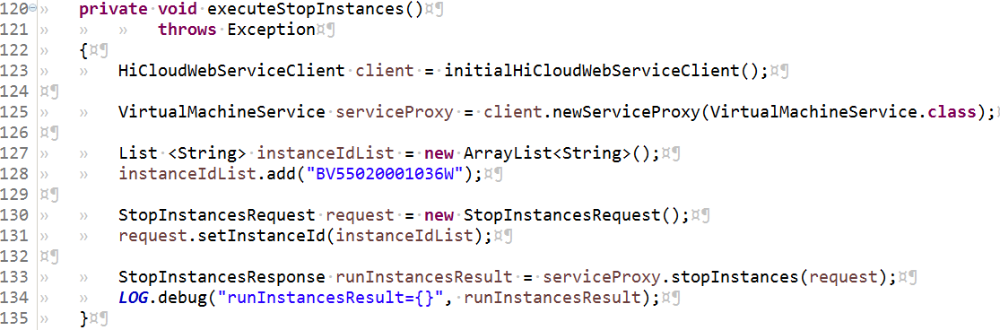 120 private void executeStopInstances()¤¶
121 » » » throws Exception¤¶
122 » {¤¶
123 » » HiCloudWebServiceClient client = initialHiCloudWebServiceClient();¤¶
124 ¤¶
125 » » VirtualMachineService serviceProxy = client.newServiceProxy(VirtualMachineService.class);
126 ¤¶
127 » » List <String> instanceIdList = new ArrayList<String>();¤¶
128 » » instanceIdList.add("BV55020001036W");¤¶
129 ¤¶
130 » » StopInstancesRequest request = new StopInstancesRequest();¤¶
131 » » request.setInstanceId(instanceIdList);¤¶
132 ¤¶
133 » » StopInstancesResponse runInstancesResult = serviceProxy.stopInstances(request);¤¶
134 » » LOG.debug("runInstancesResult={}", runInstancesResult);¤¶
135 » }¤¶